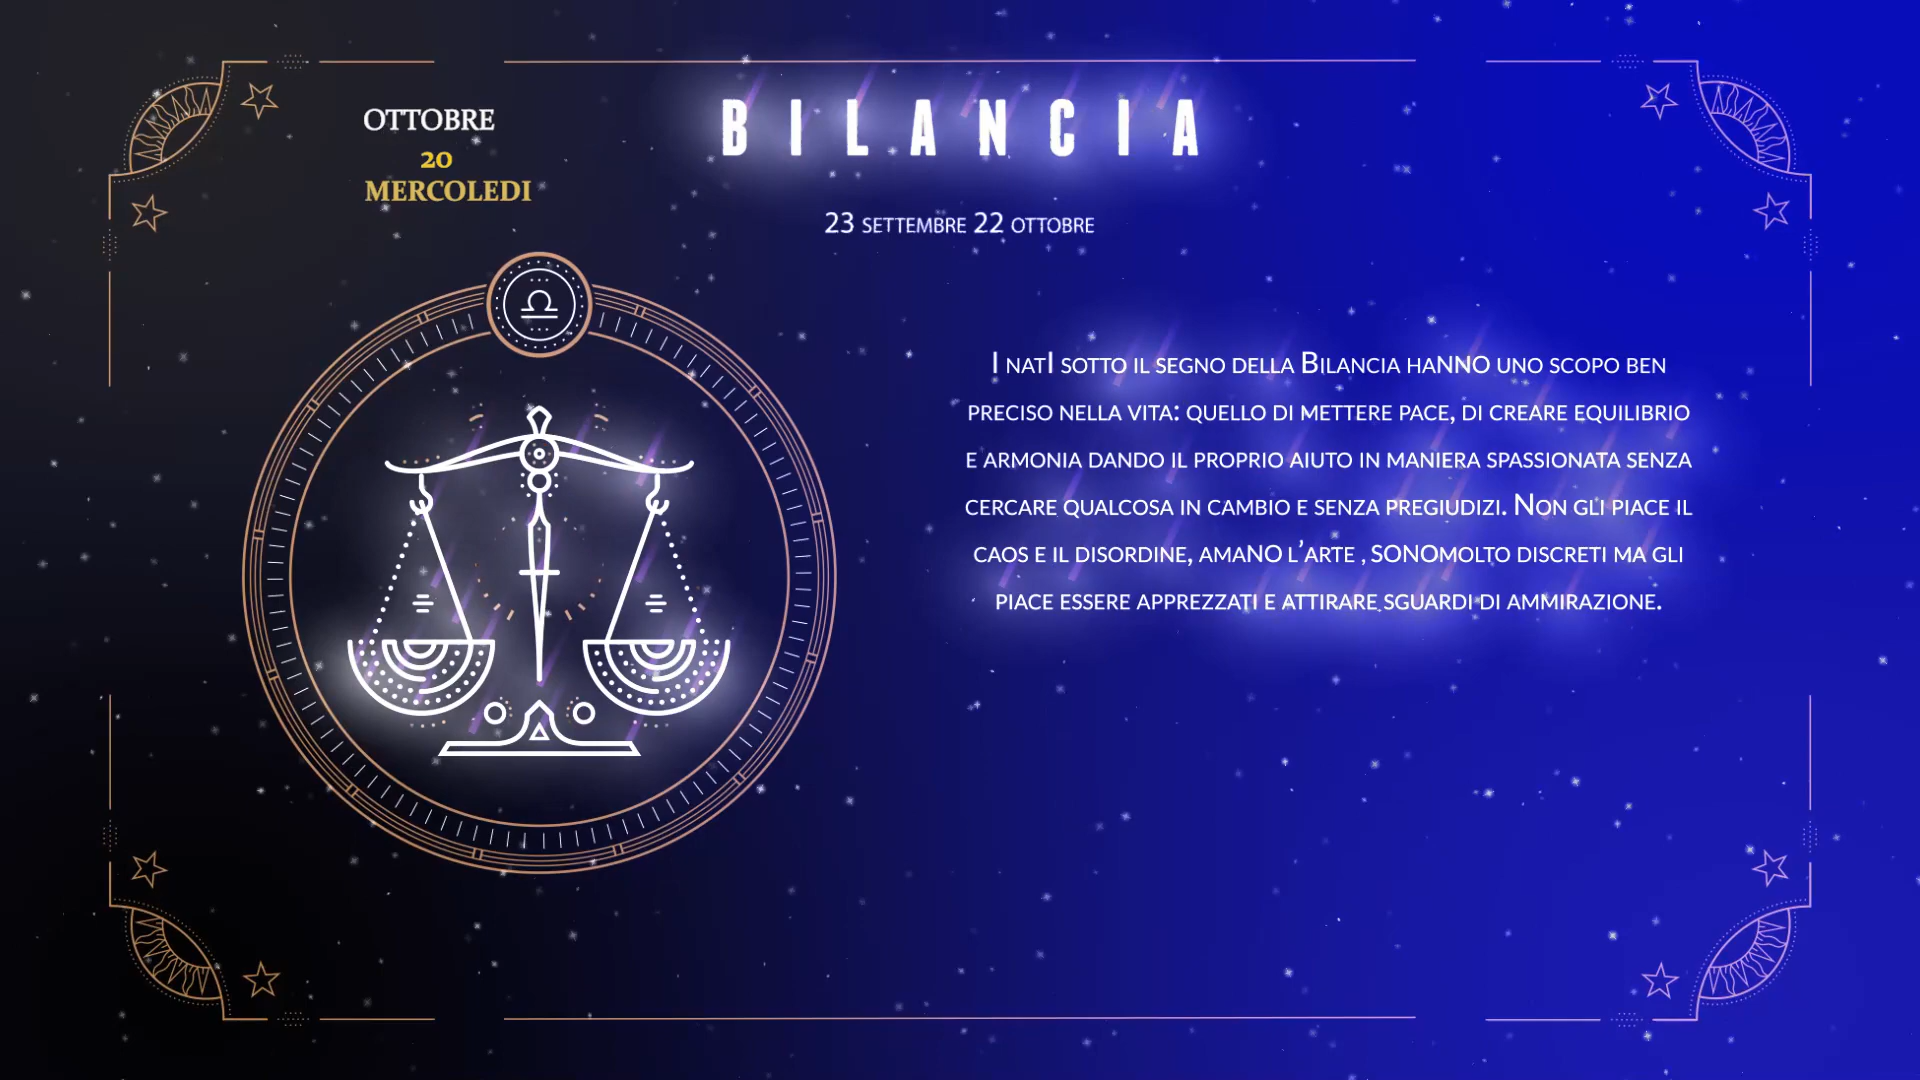 OTTOBRE
20
MERCOLEDI
BILANCIA
23 settembre 22 ottobre
I natI sotto il segno della Bilancia haNNO uno scopo ben
preciso nella vita: quello di mettere pace, di creare equilibrio
e armonia dando il proprio aiuto in maniera spassionata senza
cercare qualcosa in cambio e senza pregiudizi. Non gli piace il
caos e il disordine, amaNO l'arte , SONOmolto discreti ma gli
piace essere apprezzati e attirare sguardi di ammirazione.